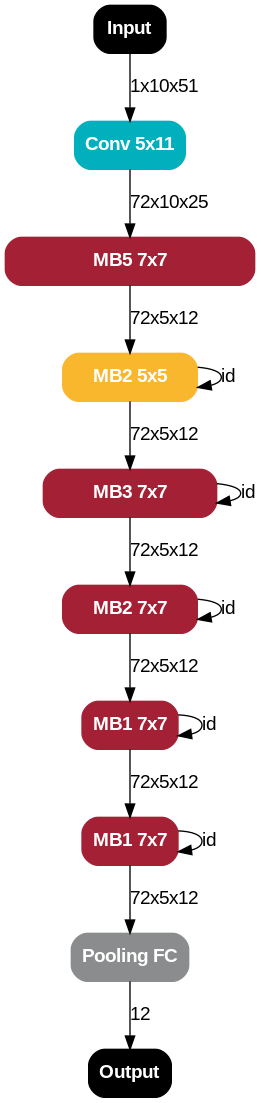 Input
1x10x51
Conv 5x11
72x10x25
MB5 7x7
72x5x12
MB2 5x5
id
72x5x12
MB3 7x7
id
72x5x12
MB2 7x7
id
72x5x12
MB1 7x7
id
72x5x12
MB1 7x7
id
72x5x12
Pooling FC
12
Output